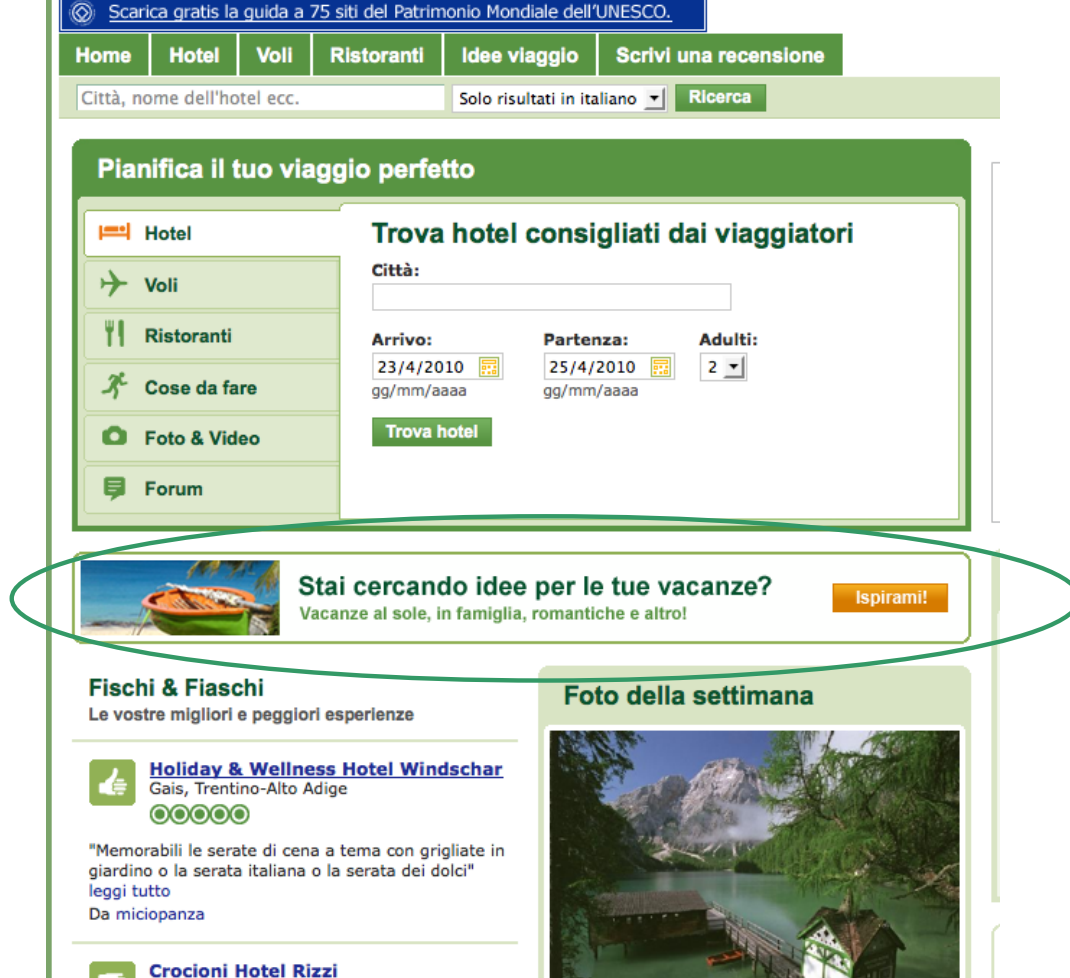 Scarica gratis la guida a 75 siti del Patrimonio Mondiale dell'UNESCO.
Home Hotel Voli Ristoranti Idee viaggio Scrivi una recensione
Città, nome dell'hotel ecc. Solo risultati in italiano Ricerca
Pianifica il tuo viaggio perfetto
Hotel
Voli
Ristoranti
Cose da fare
Foto & Video
Forum
Trova hotel consigliati dai viaggiatori
Città:
Arrivo: Partenza: Adulti:
23/4/2010 25/4/2010 2
gg/mm/aaaa gg/mm/aaaa
Trova hotel
Stai cercando idee per le tue vacanze?
Vacanze al sole, in famiglia, romantiche e altro!
Ispirami!
Fischi & Fiaschi
Le vostre migliori e peggiori esperienze
Holiday & Wellness Hotel Windschar
Gais, Trentino-Alto Adige
"Memorabili le serate di cena a tema con grigliate in
giardino o la serata italiana o la serata dei dolci"
leggi tutto
Da miciopanza
Crocioni Hotel Rizzi
Foto della settimana